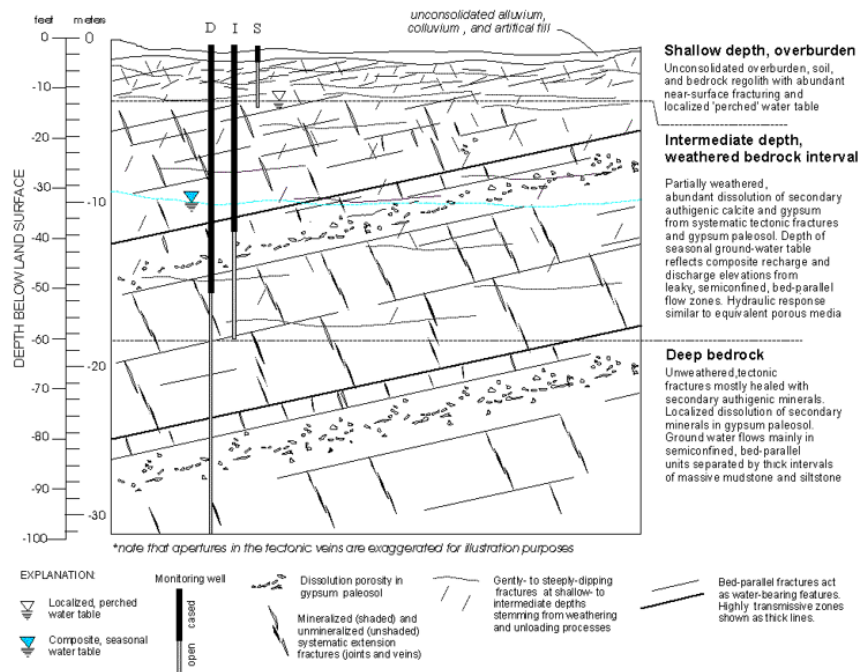 feet meters
D I S
unconsolidated alluvium,
colluvium , and artifical fill
0
-10
-20
-30
-40
-50
-60
-70
-80
-90
-100
0
-10
-20
-30
DEPTH BELOW LAND SURFACE
Shallow depth, overburden
Unconsolidated overburden, soil,
and bedrock regolith with abundant
near-surface fracturing and
localized 'perched' water table
Intermediate depth,
weathered bedrock interval
Partially weathered,
abundant dissolution of secondary
authigenic calcite and gypsum
from systematic tectonic fractures
and gypsum paleosol. Depth of
seasonal ground-water table
reflects composite recharge and
discharge elevations from
leaky, semiconfined, bed-parallel
flow zones. Hydraulic response
similar to equivalent porous media
Deep bedrock
Unweathered,tectonic
fractures mostly healed with
secondary authigenic minerals.
Localized dissolution of secondary
minerals in gypsum paleosol.
Ground water flows mainly in
semiconfined, bed-parallel
units separated by thick intervals
of massive mudstone and siltstone
*note that apertures in the tectonic veins are exaggerated for illustration purposes
EXPLANATION:
Localized, perched
water table
Composite, seasonal
water table
Monitoring well
cased
open
Dissolution porosity in
gypsum paleosol
Mineralized (shaded) and
unmineralized (unshaded)
systematic extension
fractures (joints and veins)
Gently- to steeply-dipping
fractures at shallow- to
intermediate depths
stemming from weathering
and unloading processes
Bed-parallel fractures act
as water-bearing features.
Highly transmissive zones
shown as thick lines.